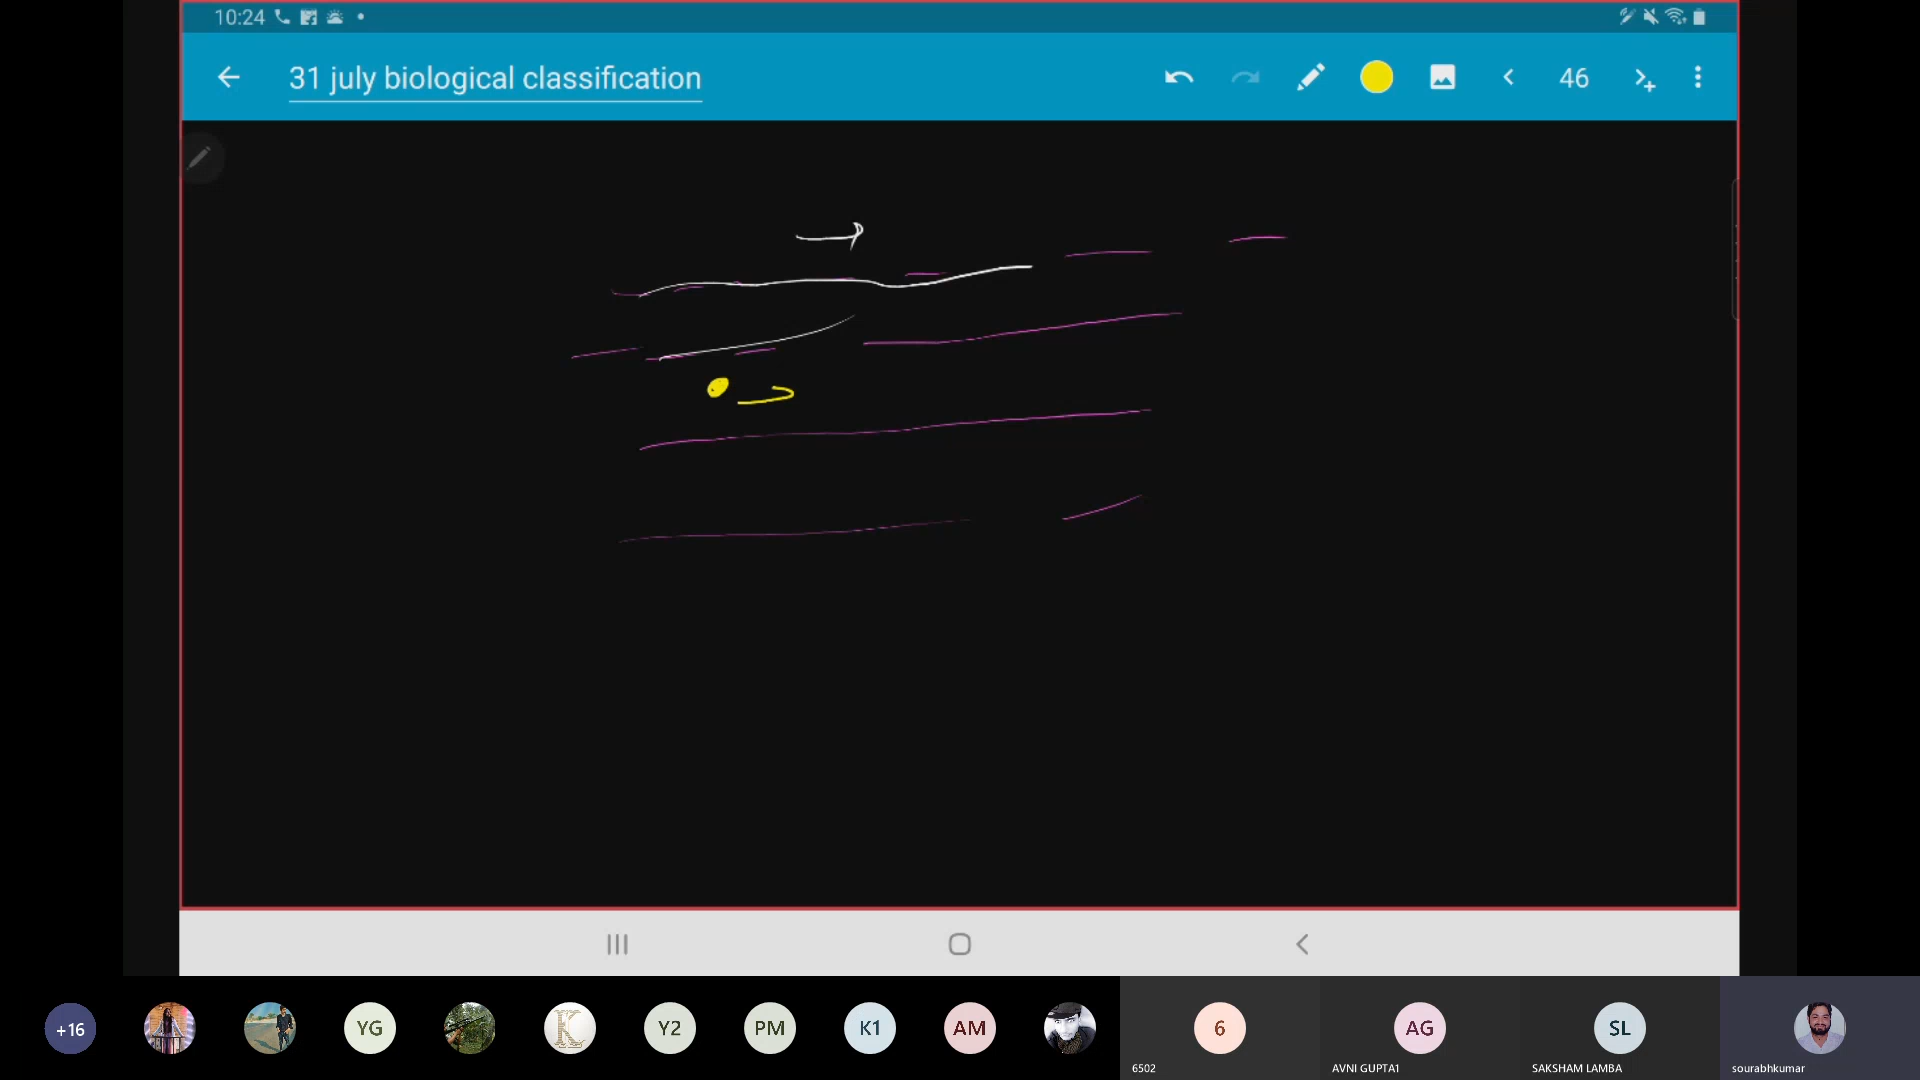 10:24
31 july biological classification
46
+16
YG
K
Y2
PM
K1
AM
6
AG
SL
6502
AVNI GUPTA1
SAKSHAM LAMBA
sourabhkumar